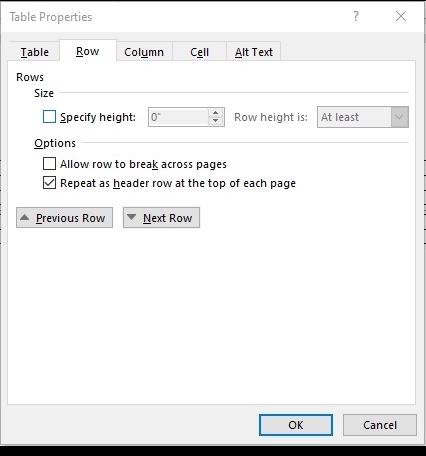 Table Properties ? ×
Table Row Column Cell Alt Text
Rows
Size
Specify height: 0" Row height is: At least
Options
Allow row to break across pages
Repeat as header row at the top of each page
Previous Row Next Row
OK Cancel